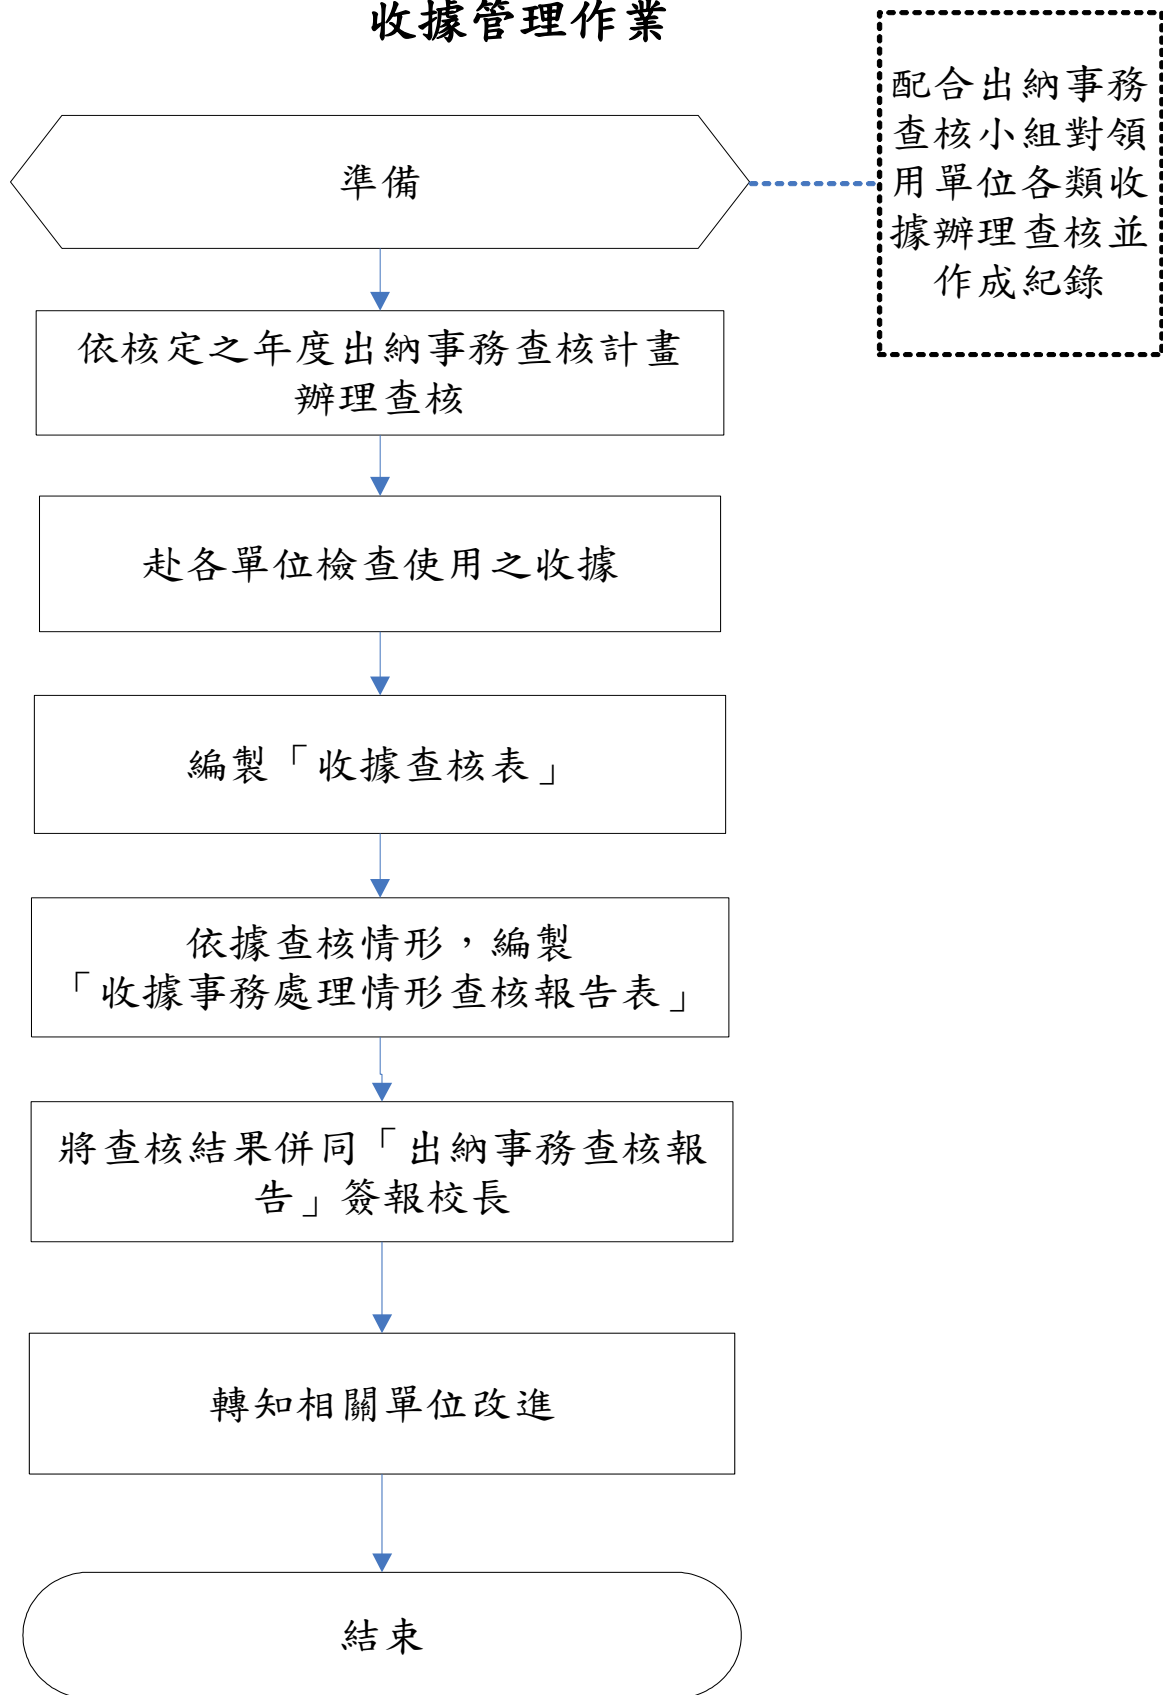 收據管理作業
配合出納事務
查核小組對領
用單位各類收
據辦理查核並
作成紀錄
準備
依核定之年度出納事務查核計畫
辦理查核
赴各單位檢查使用之收據
編製「收據查核表」
依據查核情形，編製
「收據事務處理情形查核報告表」
將查核結果併同「出納事務查核報
告」簽報校長
轉知相關單位改進
結束